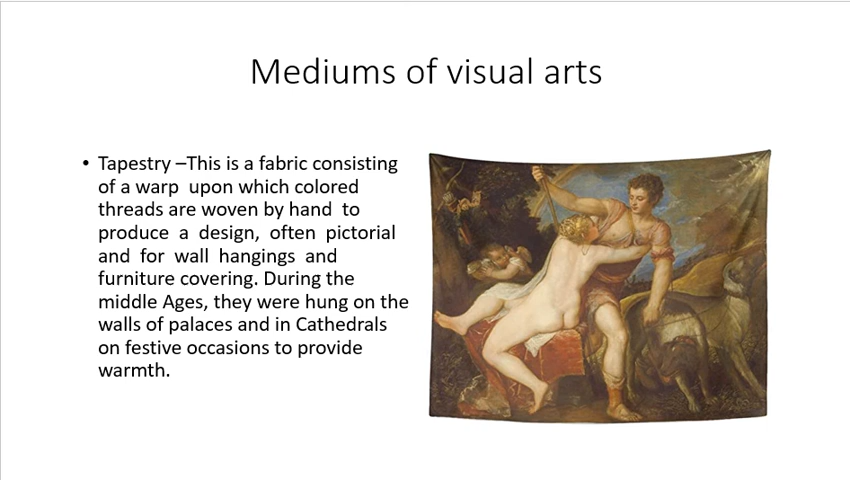 Mediums of visual arts
• Tapestry –This is a fabric consisting
of a warp  upon which colored
threads are woven by hand  to
produce  a  design,  often  pictorial
and  for  wall  hangings  and
furniture covering. During the
middle Ages, they were hung on the
walls of palaces and in Cathedrals
on festive occasions to provide
warmth.